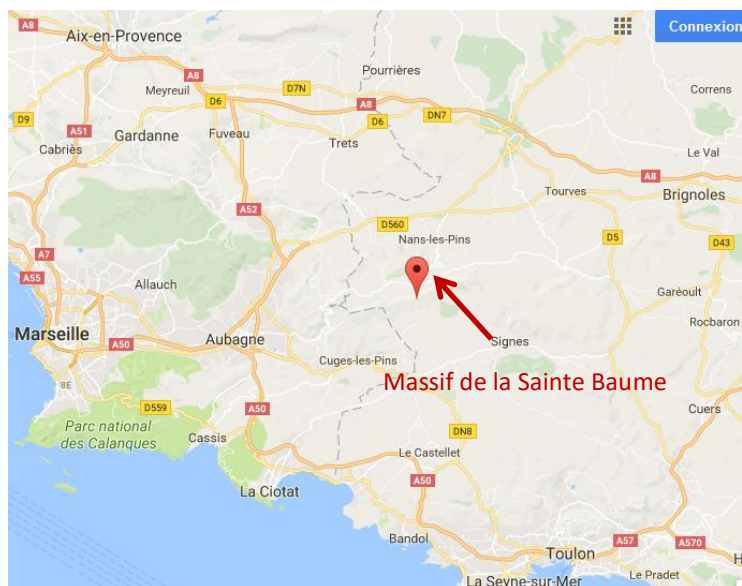 A8
Aix-en-Provence
Connexion
Pourrières
A8
Meyreuil
D7N
Correns
D6
A8
D9
A51
Fuveau
D6
DN7
Gardanne
Trets
Cabriès
Le Val
A8
Tourves
Brignoles
A52
D560
Nans-les-Pins
D5
D43
A7
A55
Allauch
Garéoult
Rocbaron
Marseille
A50
Aubagne
Signes
Cuges-les-Pins
8E
Massif de la Sainte Baume
D559
A50
Cuers
Parc national
des Calanques
Cassis
DN8
Le Castellet
A50
La Ciotat
Bandol
A57
A570
Toulon
H
La Seyne-sur-Mer
Le Pradet